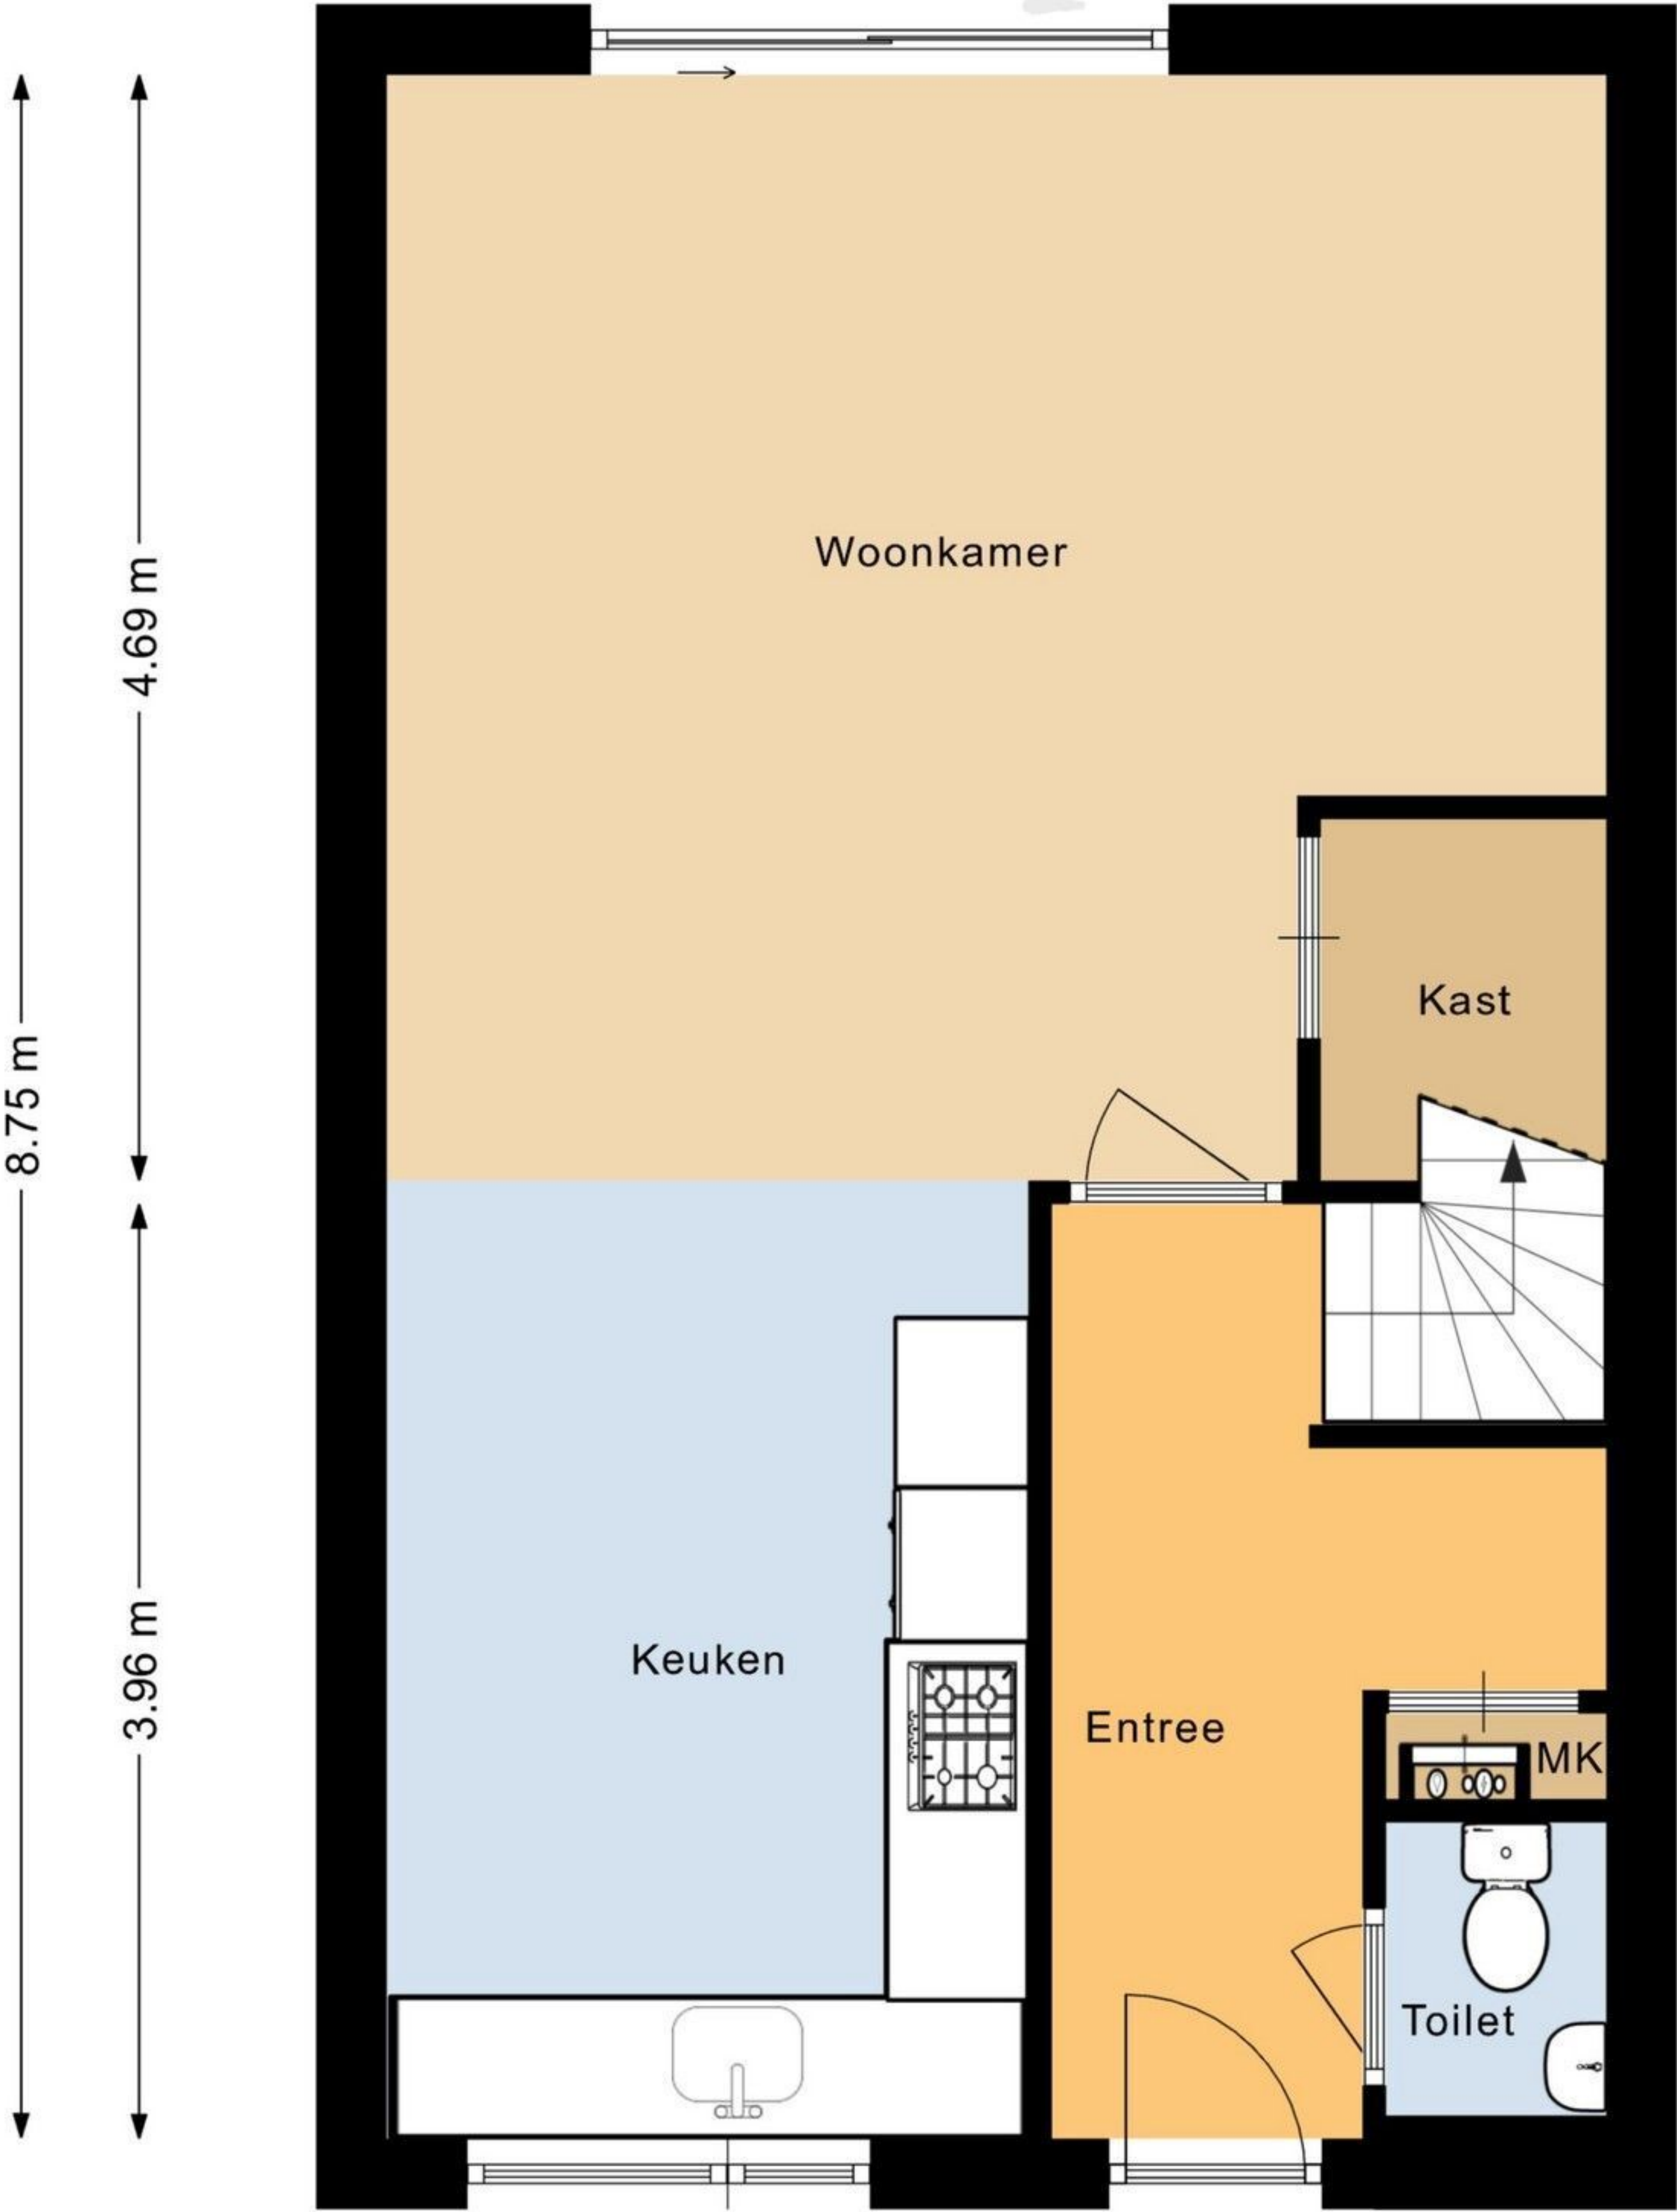 Woonkamer
4.69 m
Kast
8.75 m
3.96 m
Keuken
Entree
MK
Toilet